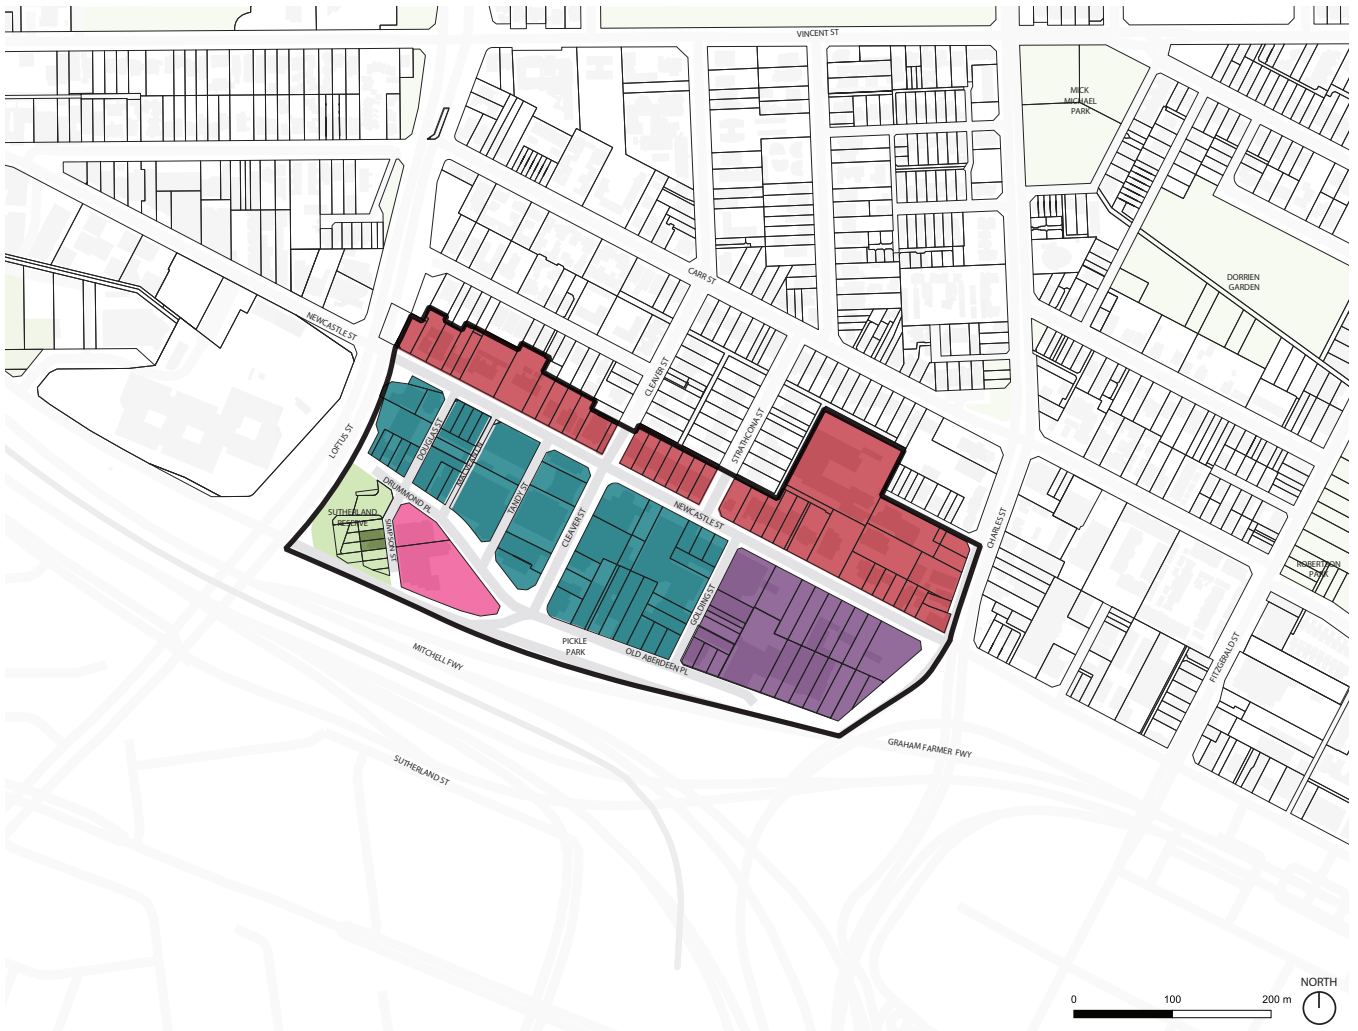 VINCENT ST
MICK
MICHAEL
PARK
DORRIEN
GARDEN
CARR ST
NEWCASTLE ST
CLEAVER ST
STRATHCONA ST
LOFTUS ST
DOUGLAS ST
MACSEAN LN
DRUMMOND PL
TANDY ST
NEWCASTLE ST
SUTHERLAND
RESERVE
SIMPSON ST
CLEAVER ST
CHARLES ST
ROBERTSON
PARK
GOLDING ST
PICKLE
PARK
OLD ABERDEEN PL
MITCHELL FWY
FITZGERALD ST
GRAHAM FARMER FWY
SUTHERLAND ST
NORTH
0 100 200 m